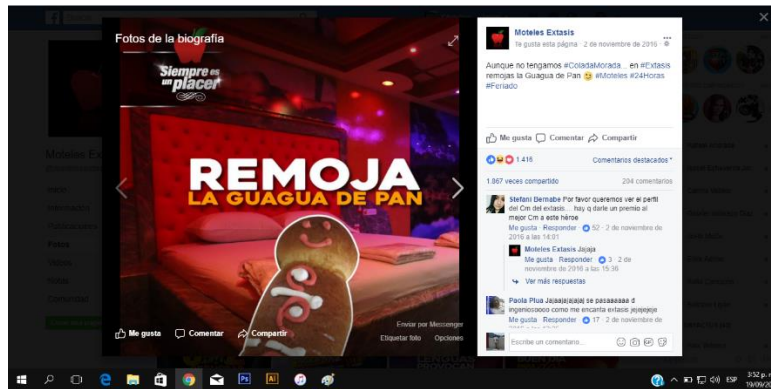 Fotos de la biografía
Siempre es
un placer
REMOJA
LA GUAGUA DE PAN
Me gusta Comentar Compartir
Enviar por Messenger
Etiquetar foto Opciones
Moteles Extasis
Te gusta esta página · 2 de noviembre de 2016
Aunque no tengamos #ColadaMorada... en #Extasis
remojas la Guagua de Pan #Moteles #24Horas
#Feriado
Me gusta Comentar Compartir
1.416
Comentarios destacados
1.967 veces compartido
204 comentarios
Stefani Bernabe Por favor queremos ver el perfil
del Cm del extasis... hay q darle un premio al
mejor Cm a este héroe
Me gusta · Responder · 52 · 2 de noviembre de
2016 a las 14:01
Moteles Extasis Jajaja
Me gusta · Responder · 3 · 2 de
noviembre de 2016 a las 15:36
Ver más respuestas
Paola Plua Jajaajajajajaj se pasaaaaaa d
ingeniesoooo como me encanta extasis jejejejeje
Me gusta · Responder · 17 · 2 de noviembre de
Escribe un comentario...
Inicio
Fotos
Videos
Comunidad
ESP
3:52 p.